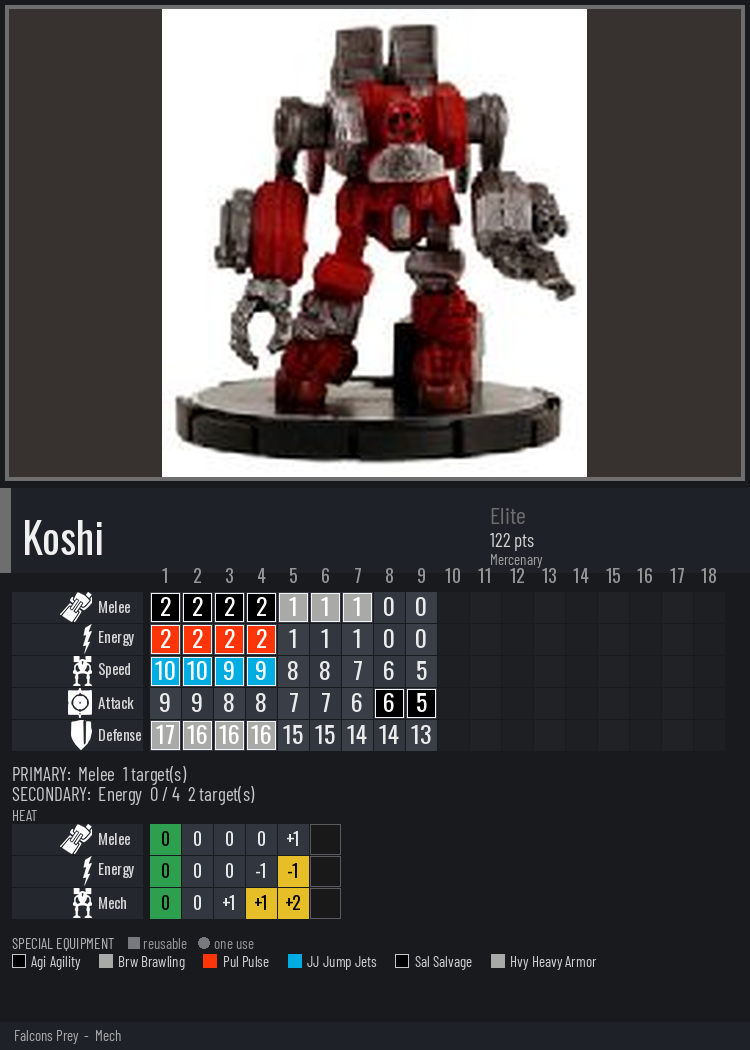 Koshi
Elite
122 pts
Mercenary
1 2 3 4 5 6 7 8 9 10 11 12 13 14 15 16 17 18
Melee 2 2 2 2 1 1 1 0 0
Energy 2 2 2 2 1 1 1 0 0
Speed 10 10 9 9 8 8 7 6 5
Attack 9 9 8 8 7 7 6 6 5
Defense 17 16 16 16 15 15 14 14 13
PRIMARY: Melee 1 target(s)
SECONDARY: Energy 0 / 4 2 target(s)
HEAT
Melee 0 0 0 0 +1
Energy 0 0 0 -1 -1
Mech 0 0 +1 +1 +2
SPECIAL EQUIPMENT reusable one use
Agi Agility Brw Brawling Pul Pulse JJ Jump Jets Sal Salvage Hvy Heavy Armor
Falcons Prey - Mech